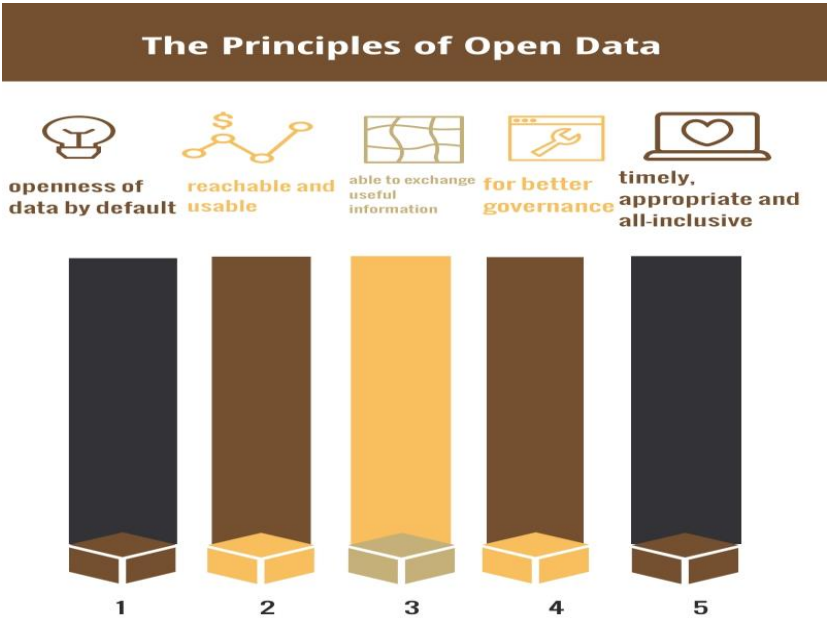 The Principles of Open Data
$
openness of
data by default
reachable and
usable
able to exchange
useful
information
for better
governance
timely,
appropriate and
all-inclusive
1
2
3
4
5